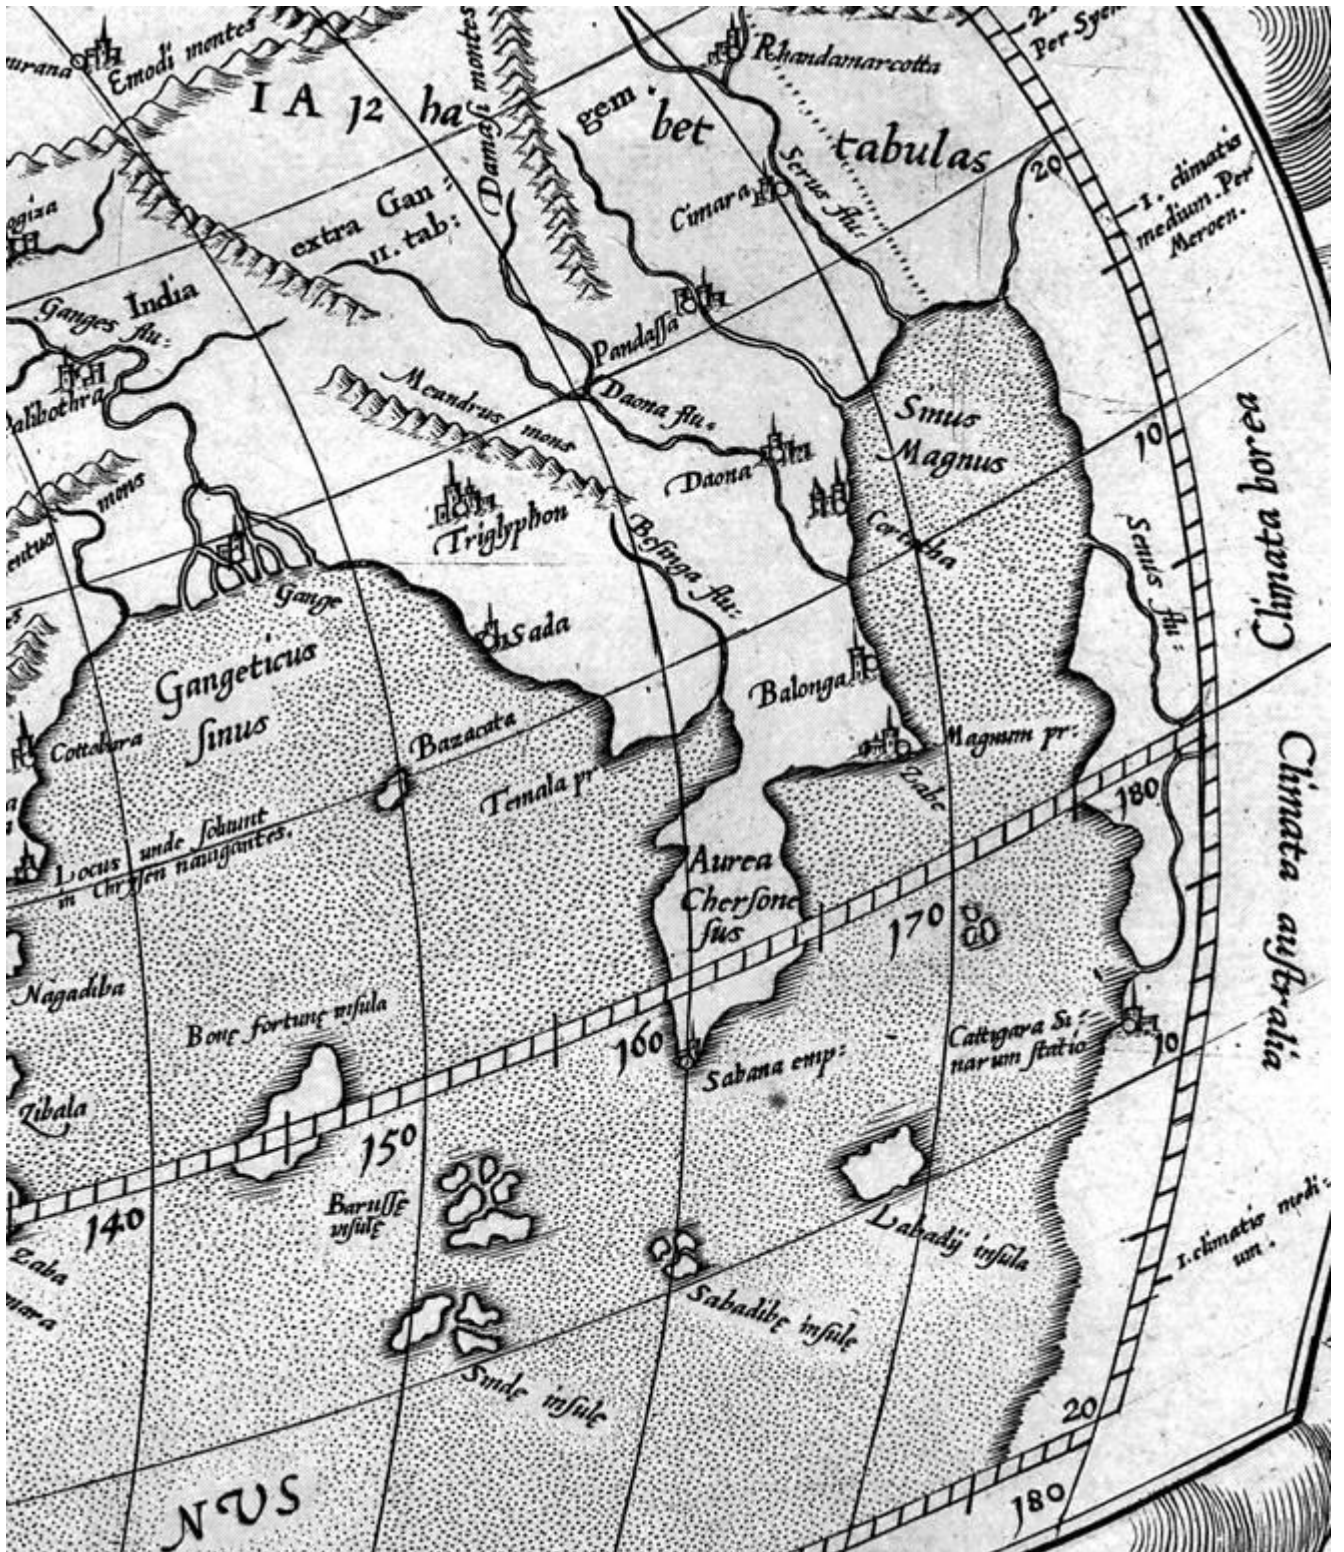 Emodi montes
Damasi montes
Rhandamarcotta
Per Syen
IA 12 ha
gem bet
tabulas
20
1. climatis
medium. Per
Meroen.
Cimara
Serus flu:
extra Gan:
11. tab:
India
Ganges flu:
Palibothra
Pandassa
Meandrus mons
Daona flu:
Daona
Sinus
Magnus
10
Climata borea
Triglyphon
Cortatha
Besinga flu:
Senus flu:
mons
entus
Gange
Sada
Gangeticus
sinus
Balonga
Cottobara
Bazacata
Temala pr
Magnum pr:
Zabe
180
Climata australia
Locus unde solvunt
in Chrysen navigantes.
Aurea
Chersone
sus
170
Nagadiba
Bonę fortunę insula
160
Sabana emp:
Cattigara Si:
narum statio
10
Zibala
150
Barussę
insulę
140
Labadij insula
1. climatis medi:
um.
Zaba
Sabadibę insulę
Sindę insulę
20
NVS
180